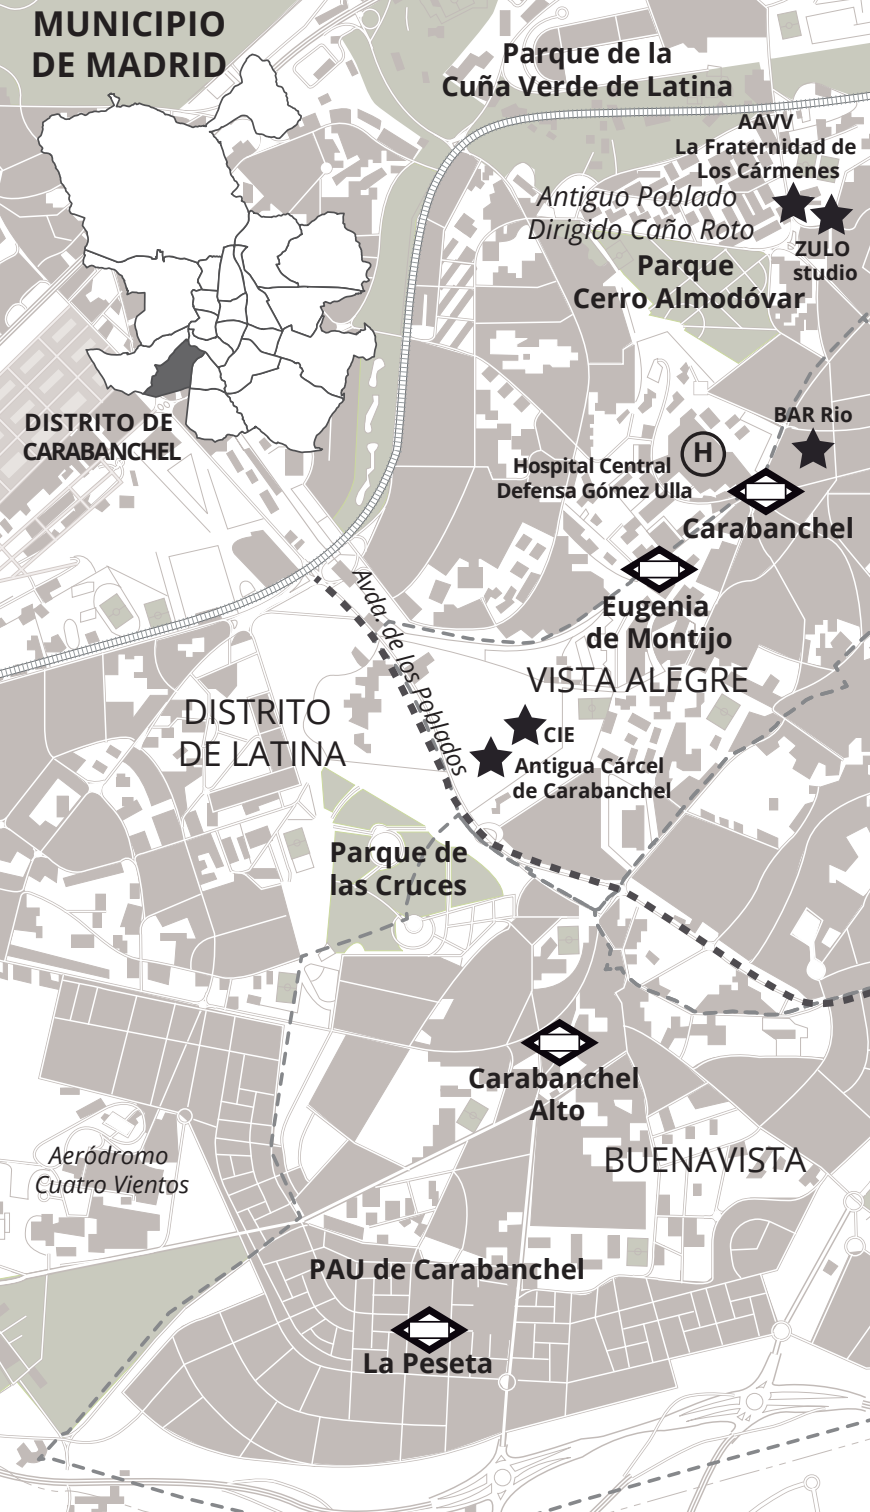 MUNICIPIO
DE MADRID
Parque de la
Cuña Verde de Latina
AAVV
La Fraternidad de
Los Cármenes
Antiguo Poblado
Dirigido Caño Roto
ZULO
studio
Parque
Cerro Almodóvar
DISTRITO DE
CARABANCHEL
BAR Rio
H
Hospital Central
Defensa Gómez Ulla
Carabanchel
Eugenia
de Montijo
Avda. de los Poblados
VISTA ALEGRE
DISTRITO
DE LATINA
CIE
Antigua Cárcel
de Carabanchel
Parque de
las Cruces
Carabanchel
Alto
Aeródromo
Cuatro Vientos
BUENAVISTA
PAU de Carabanchel
La Peseta